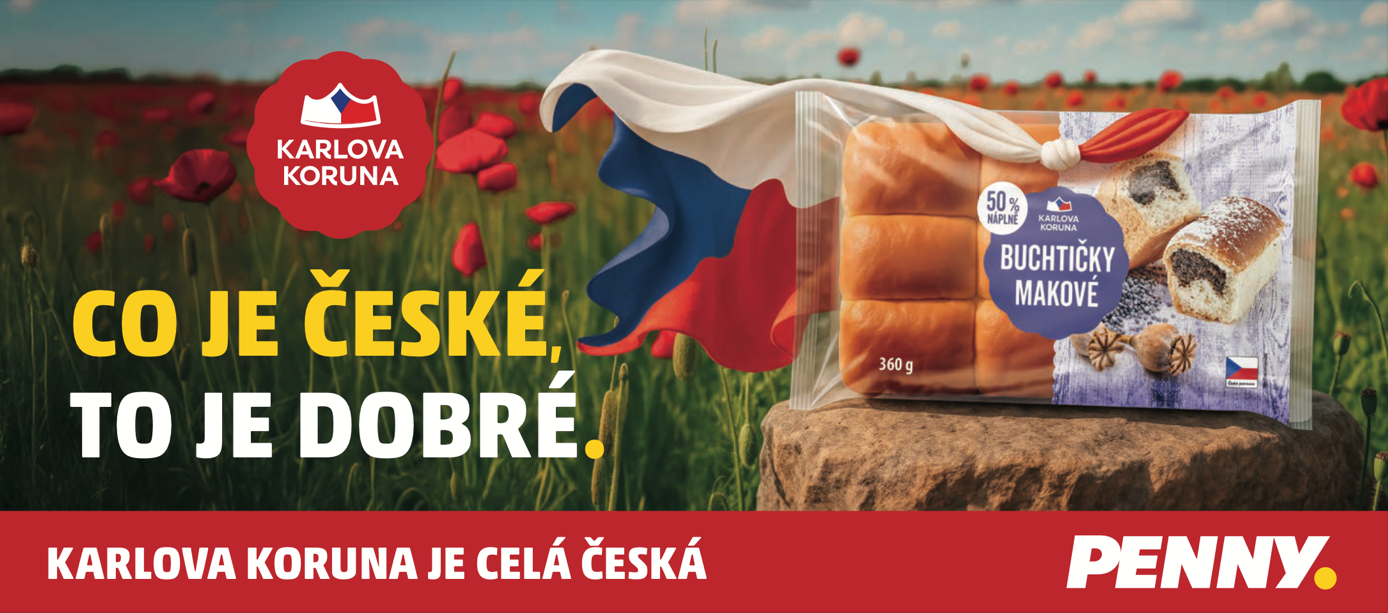 KARLOVA
KORUNA
CO JE ČESKÉ,
TO JE DOBRÉ.
50 %
NÁPLNĚ
KARLOVA
KORUNA
BUCHTIČKY
MAKOVÉ
360 g
KARLOVA KORUNA JE CELÁ ČESKÁ
PENNY.